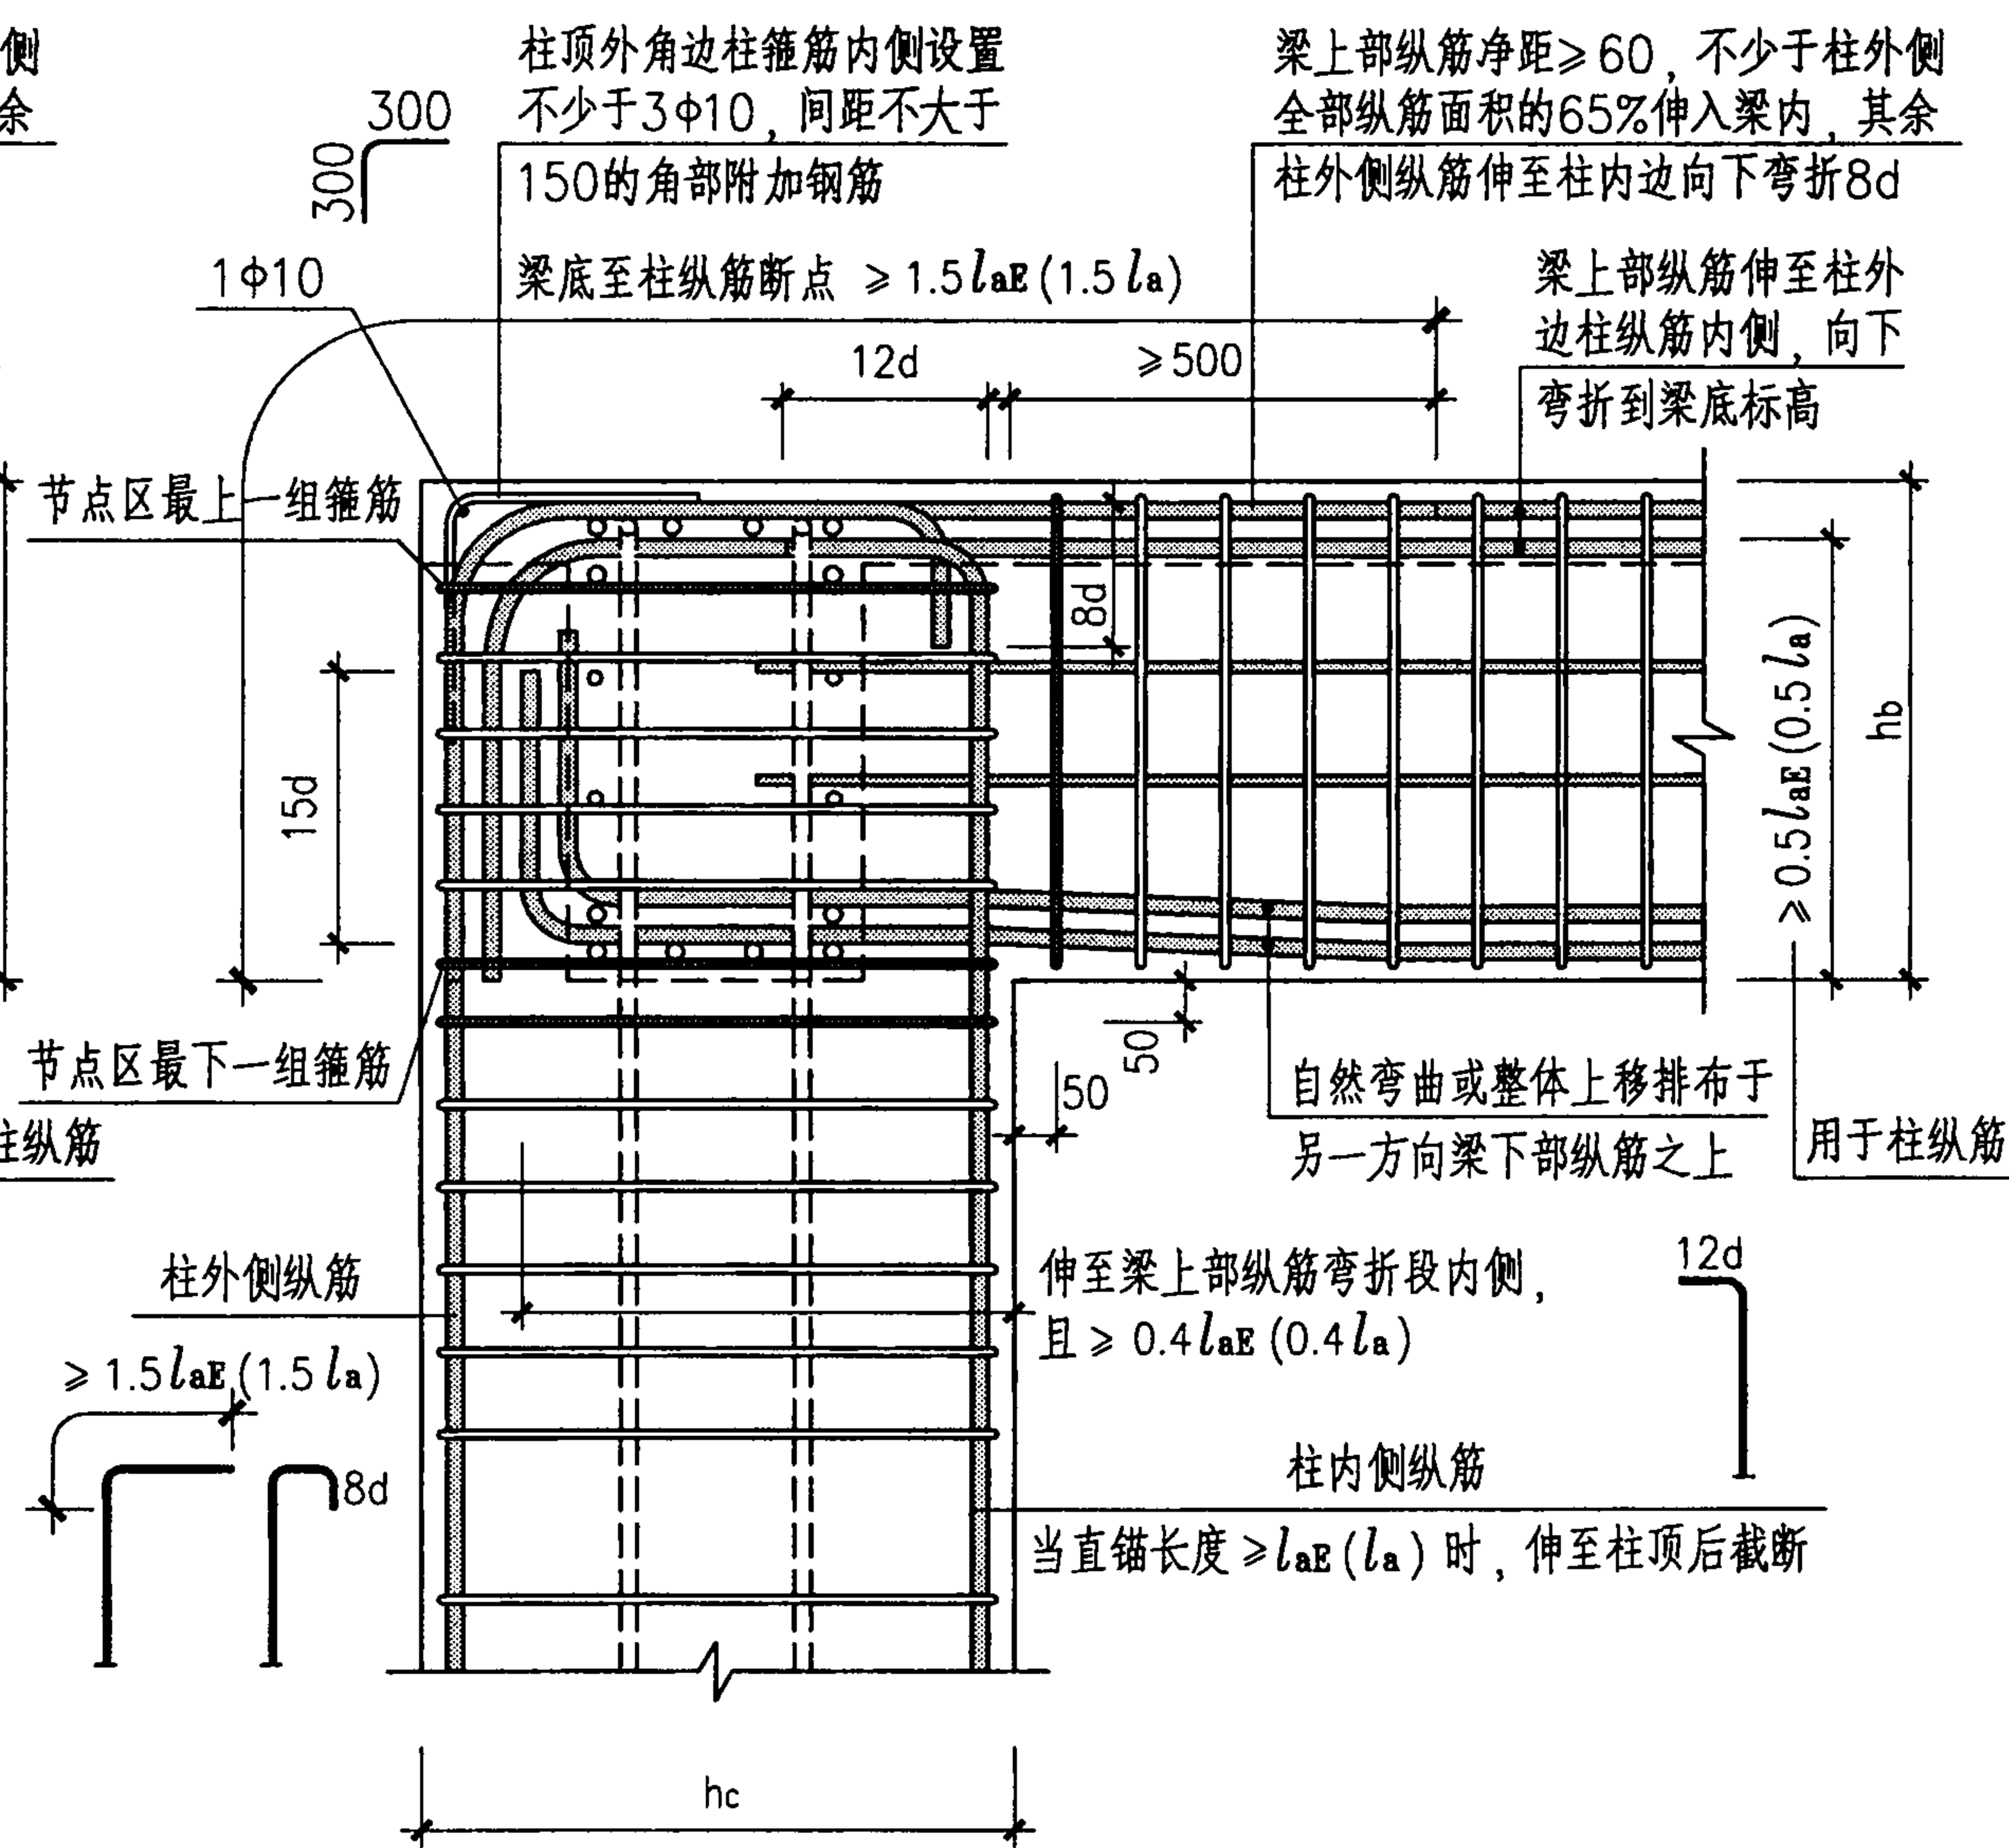 侧
余
300
300
柱顶外角边柱箍筋内侧设置
不少于3Φ10，间距不大于
150的角部附加钢筋
梁上部纵筋净距≥60，不少于柱外侧
全部纵筋面积的65%伸入梁内，其余
柱外侧纵筋伸至柱内边向下弯折8d
1Φ10
梁底至柱纵筋断点 ≥1.5laE(1.5la)
梁上部纵筋伸至柱外
边柱纵筋内侧，向下
弯折到梁底标高
12d
≥500
节点区最上一组箍筋
8d
15d
≥0.5laE(0.5la)
hb
节点区最下一组箍筋
50
50
自然弯曲或整体上移排布于
另一方向梁下部纵筋之上
柱纵筋
用于柱纵筋
柱外侧纵筋
伸至梁上部纵筋弯折段内侧，
且≥0.4laE(0.4la)
12d
≥1.5laE(1.5la)
8d
柱内侧纵筋
当直锚长度≥laE(la)时，伸至柱顶后截断
hc